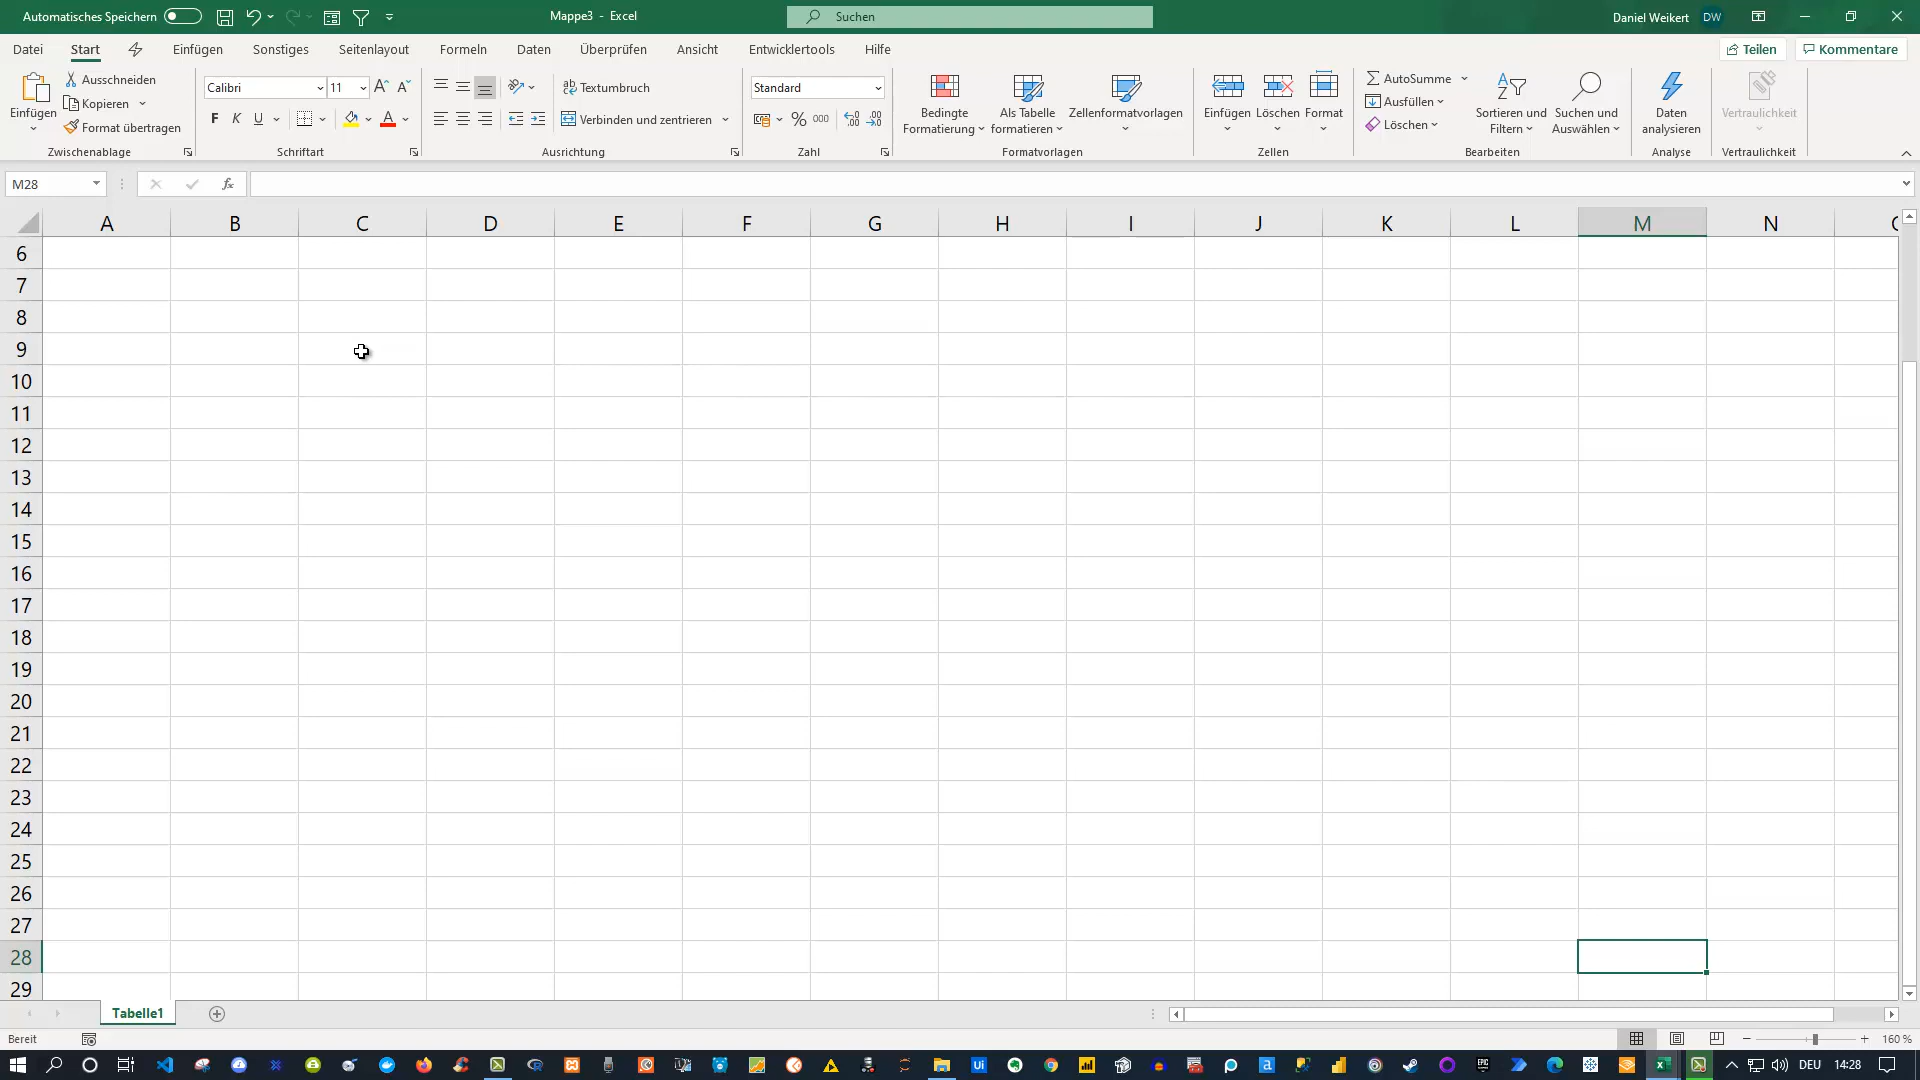 Automatisches Speichern
Mappe3 - Excel
Suchen
Daniel Weikert DW
Datei Start Einfügen Sonstiges Seitenlayout Formeln Daten Überprüfen Ansicht Entwicklertools Hilfe
Teilen Kommentare
Einfügen
Ausschneiden
Kopieren
Format übertragen
Zwischenablage
Calibri 11
F K U
Schriftart
Textumbruch
Verbinden und zentrieren
Ausrichtung
Standard
% 000
Zahl
Bedingte
Formatierung
Als Tabelle
formatieren
Zellenformatvorlagen
Formatvorlagen
Einfügen Löschen Format
Zellen
AutoSumme
Ausfüllen
Löschen
Sortieren und
Filtern
Suchen und
Auswählen
Bearbeiten
Daten
analysieren
Analyse
Vertraulichkeit
Vertraulichkeit
M28
fx
A B C D E F G H I J K L M N
6
7
8
9
10
11
12
13
14
15
16
17
18
19
20
21
22
23
24
25
26
27
28
29
Tabelle1
Bereit
160 %
DEU 14:28